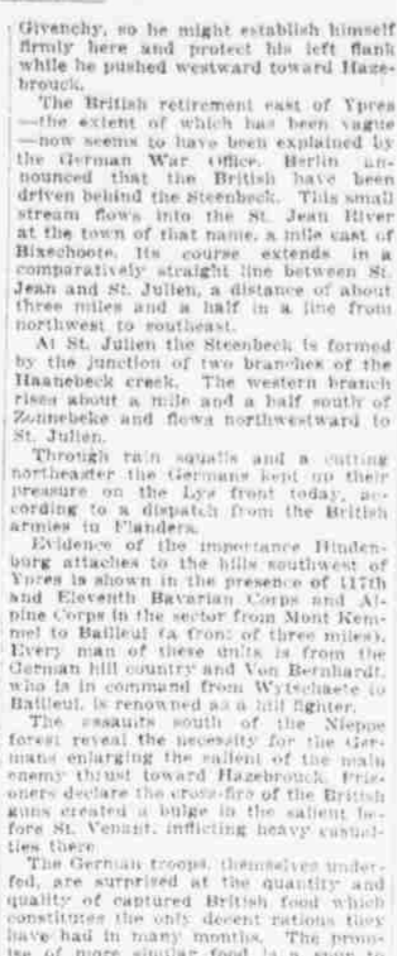 Givenchy, so he might establish himself
firmly here and protect his left flank
while he pushed westward toward Haze-
brouck.
The British retirement east of Ypres
—the extent of which has been vague
—now seems to have been explained by
the German War Office. Berlin an-
nounced that the British have been
driven behind the Steenbeck. This small
stream flows into the St. Jean River
at the town of that name, a mile east of
Bixschoote. Its course extends in a
comparatively straight line between St.
Jean and St. Julien, a distance of about
three miles and a half in a line from
northwest to southeast.
At St. Julien the Steenbeck is formed
by the junction of two branches of the
Haanebeck creek. The western branch
rises about a mile and a half south of
Zonnebeke and flows northwestward to
St. Julien.
Through rain squalls and a cutting
northeaster the Germans kept up their
pressure on the Lys front today, ac-
cording to a dispatch from the British
armies in Flanders.
Evidence of the importance Hinden-
burg attaches to the hills southwest of
Ypres is shown in the presence of 117th
and Eleventh Bavarian Corps and Al-
pine Corps in the sector from Mont Kem-
mel to Bailleul (a front of three miles).
Every man of these units is from the
German hill country and Von Bernhardt,
who is in command from Wytschaete to
Bailleul, is renowned as a hill fighter.
The assaults south of the Nieppe
forest reveal the necessity for the Ger-
mans enlarging the salient of the main
enemy thrust toward Hazebrouck. Pris-
oners declare the cross-fire of the British
guns created a bulge in the salient be-
fore St. Venant, inflicting heavy casual-
ties there
The German troops, themselves under-
fed, are surprised at the quantity and
quality of captured British food which
constitutes the only decent rations they
have had in many months. The prom-
ise of more similar food is a spur to